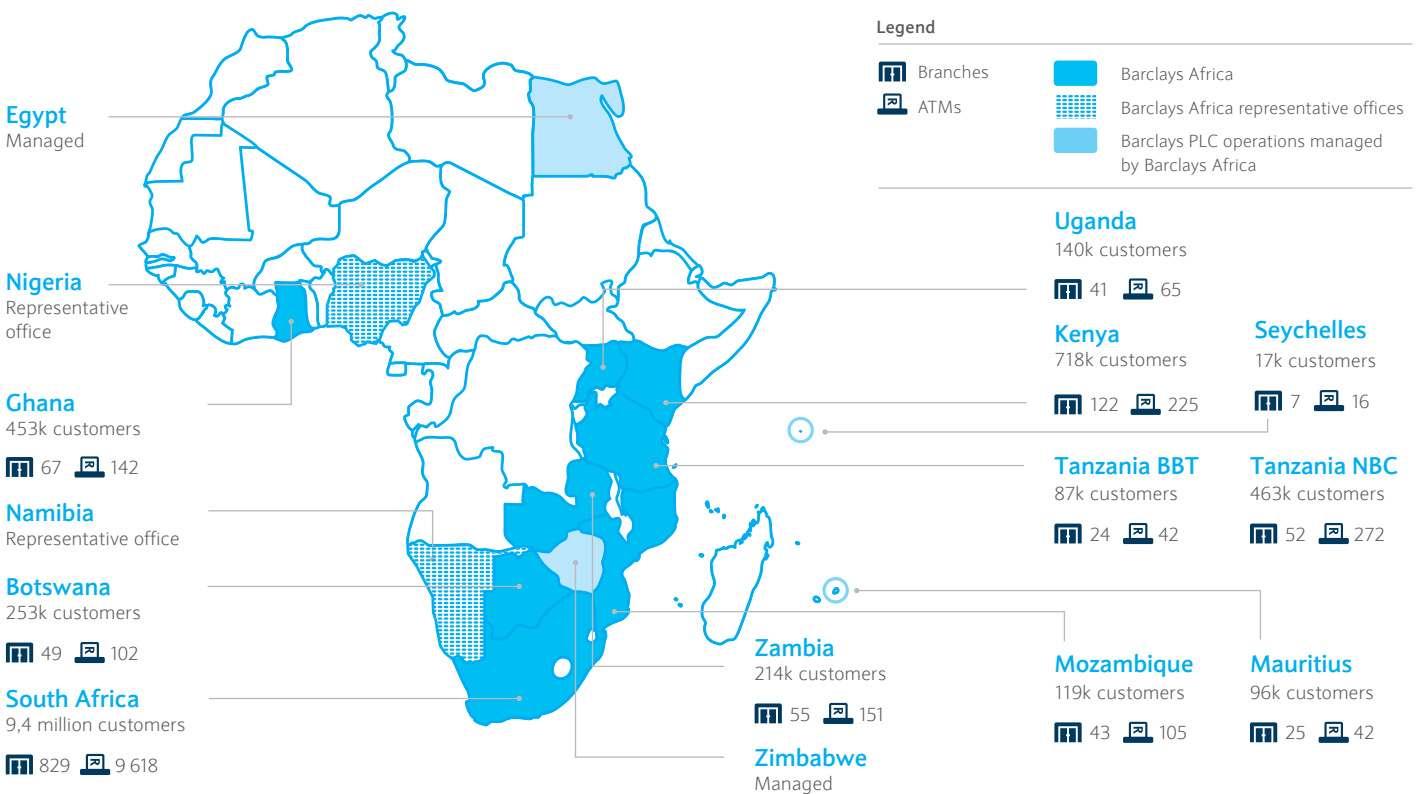 Legend
Branches
ATMs
Barclays Africa
Barclays Africa representative offices
Barclays PLC operations managed
by Barclays Africa
Egypt
Managed
Nigeria
Representative
office
Ghana
453k customers
67 142
Namibia
Representative office
Botswana
253k customers
49 102
South Africa
9,4 million customers
829 9 618
Uganda
140k customers
41 65
Kenya
718k customers
122 225
Seychelles
17k customers
7 16
Tanzania BBT
87k customers
24 42
Tanzania NBC
463k customers
52 272
Zambia
214k customers
55 151
Zimbabwe
Managed
Mozambique
119k customers
43 105
Mauritius
96k customers
25 42